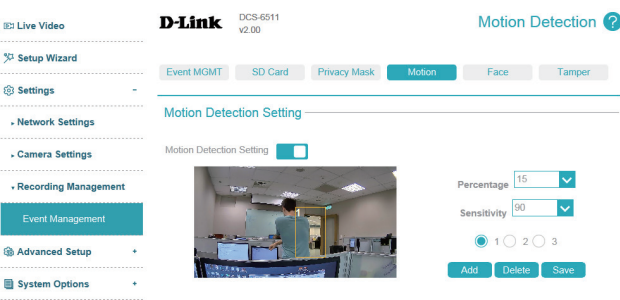 Live Video
Setup Wizard
Settings -
Network Settings
Camera Settings
Recording Management
Event Management
Advanced Setup +
System Options +
D-Link
DCS-6511
v2.00
Motion Detection ?
Event MGMT SD Card Privacy Mask Motion Face Tamper
Motion Detection Setting
Motion Detection Setting
Percentage 15
Sensitivity 90
1 2 3
Add Delete Save